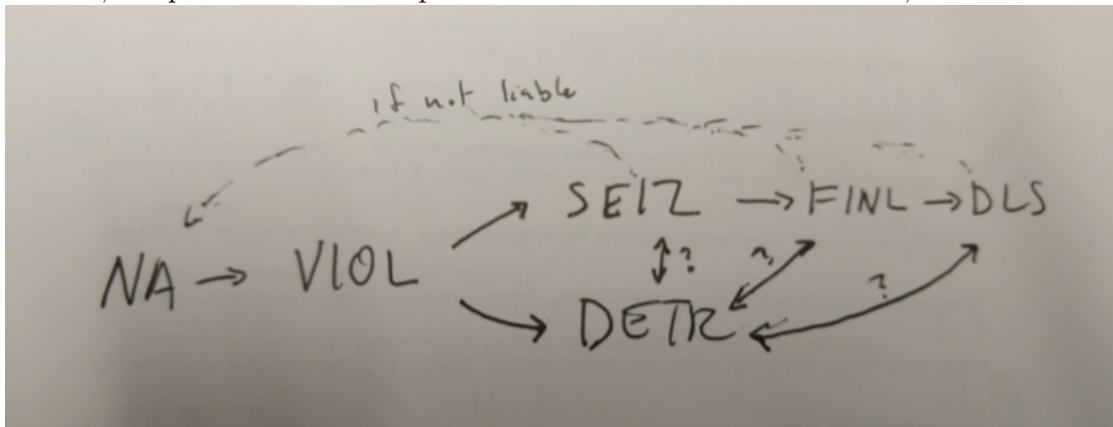 if not liable
SEIZ → FINL → DLS
NA → VIOL
? ? ?
DETR